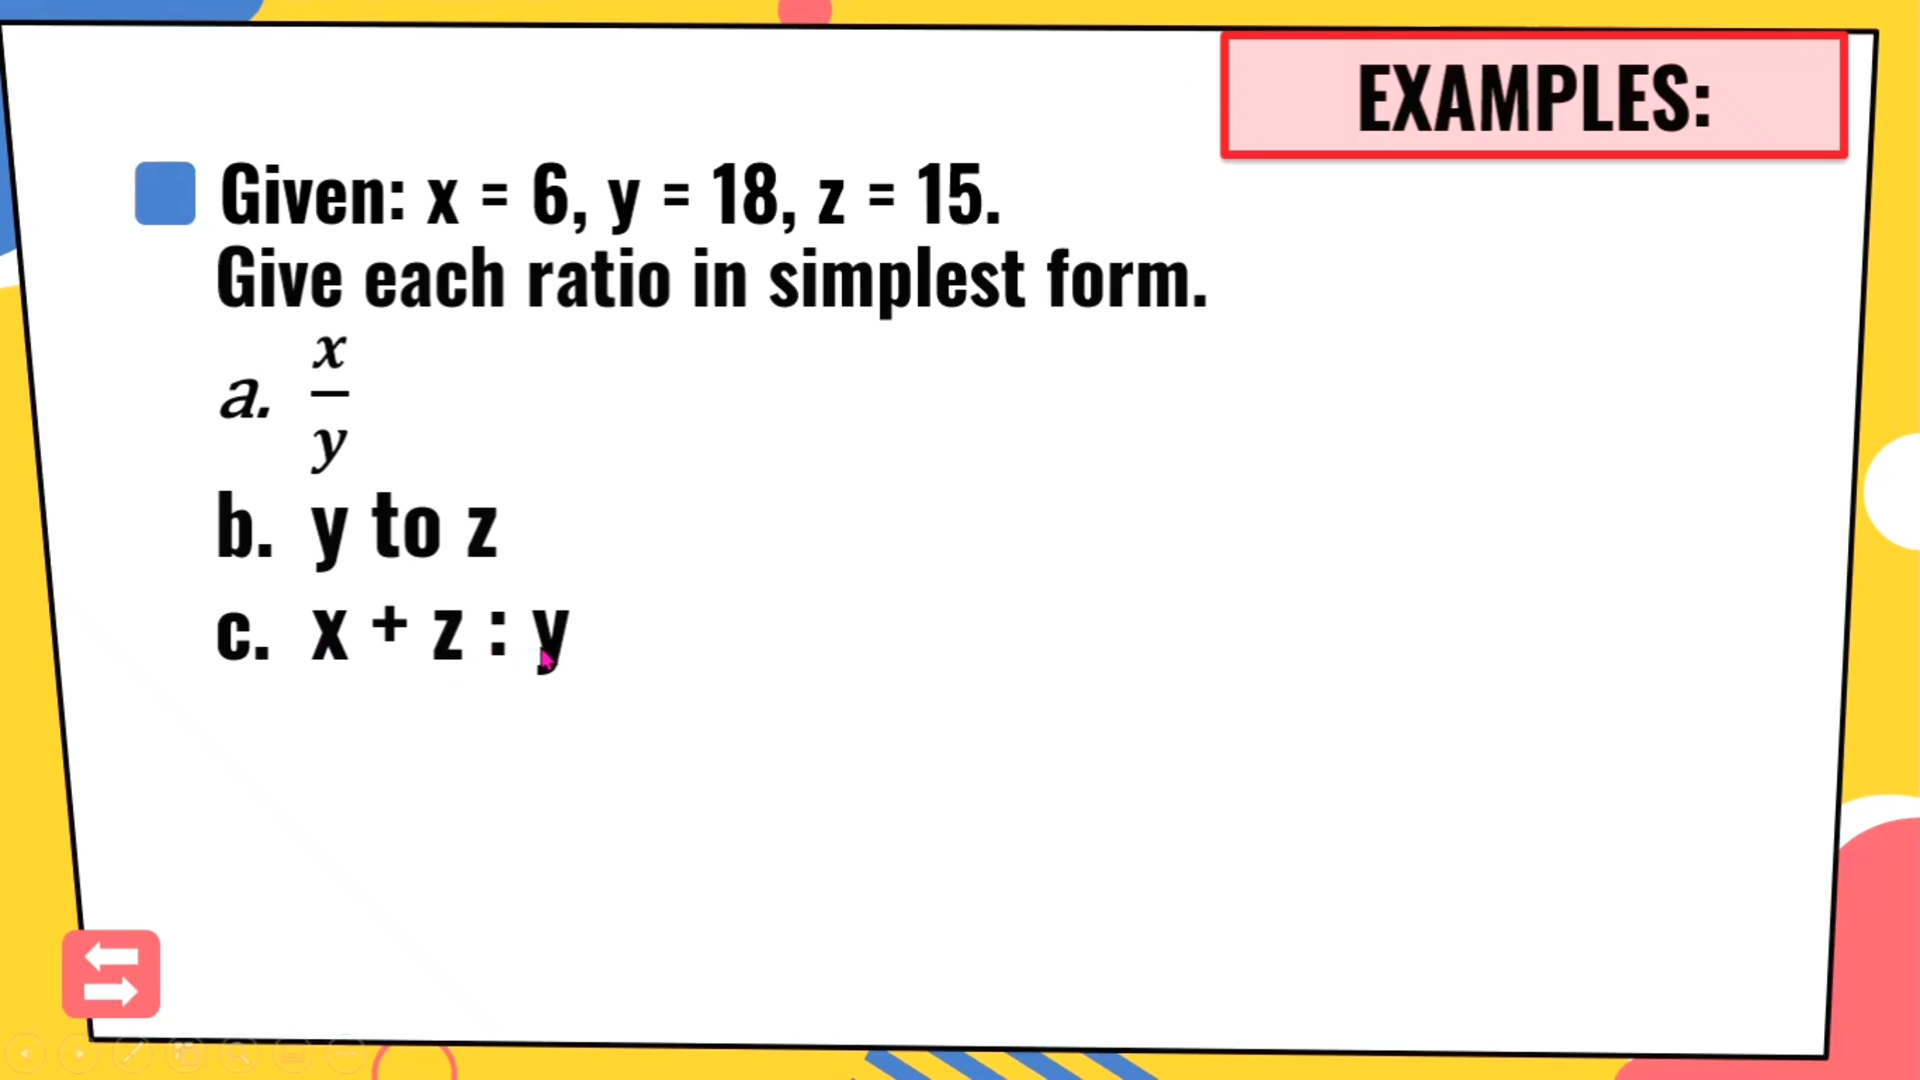 EXAMPLES:
Given: x = 6, y = 18, z = 15.
Give each ratio in simplest form.
a. x/y
b. y to z
c. x + z : y